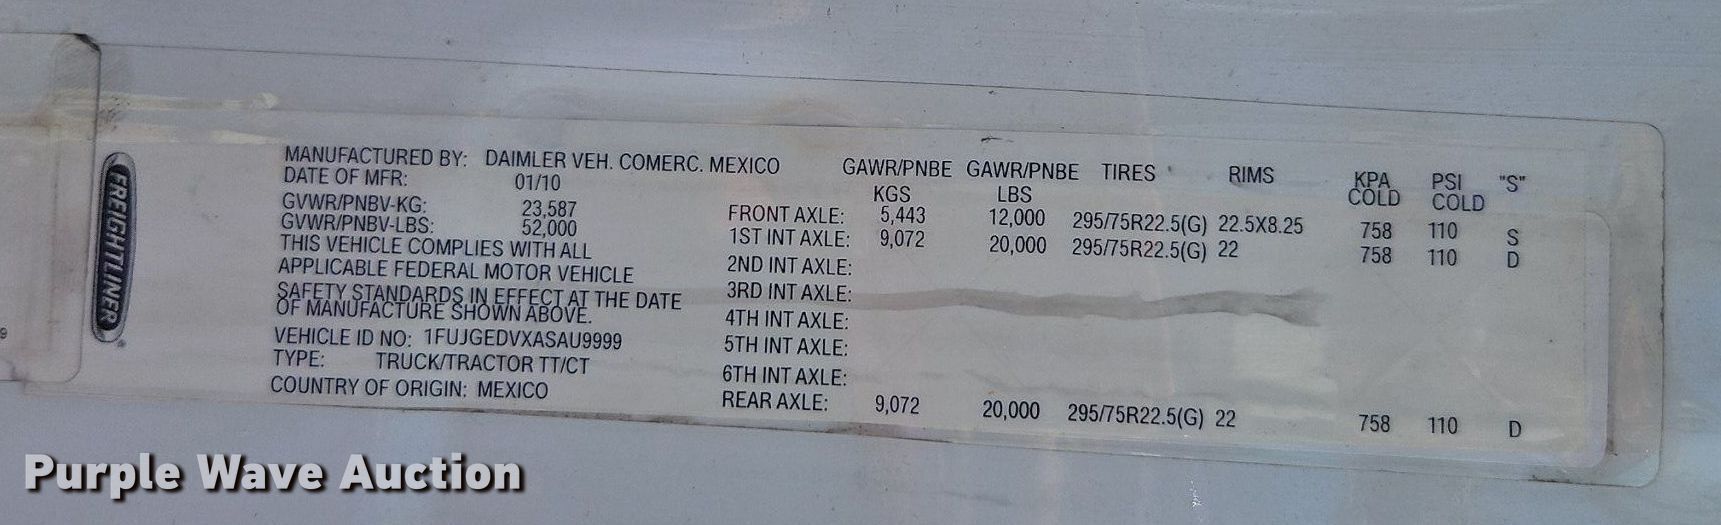 FREIGHTLINER
MANUFACTURED BY: DAIMLER VEH. COMERC. MEXICO
DATE OF MFR: 01/10
GVWR/PNBV-KG: 23,587
GVWR/PNBV-LBS: 52,000
THIS VEHICLE COMPLIES WITH ALL
APPLICABLE FEDERAL MOTOR VEHICLE
SAFETY STANDARDS IN EFFECT AT THE DATE
OF MANUFACTURE SHOWN ABOVE.
VEHICLE ID NO: 1FUJGEDVXASAU9999
TYPE: TRUCK/TRACTOR TT/CT
COUNTRY OF ORIGIN: MEXICO
GAWR/PNBE GAWR/PNBE TIRES RIMS KPA PSI "S"
KGS LBS COLD COLD
FRONT AXLE: 5,443 12,000 295/75R22.5(G) 22.5X8.25 758 110 S
1ST INT AXLE: 9,072 20,000 295/75R22.5(G) 22 758 110 D
2ND INT AXLE:
3RD INT AXLE:
4TH INT AXLE:
5TH INT AXLE:
6TH INT AXLE:
REAR AXLE: 9,072 20,000 295/75R22.5(G) 22 758 110 D
9
Purple Wave Auction